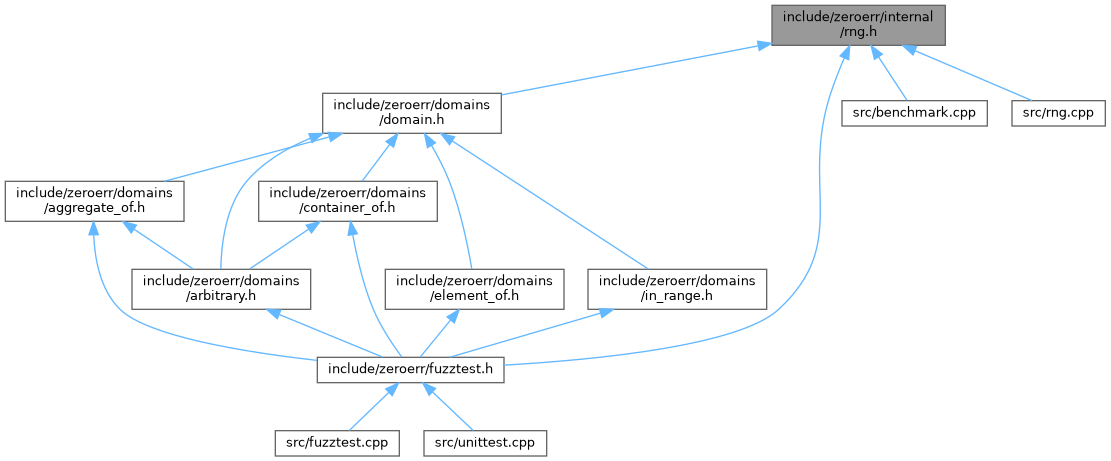 include/zeroerr/internal
/rng.h
include/zeroerr/domains
/domain.h
src/benchmark.cpp
src/rng.cpp
include/zeroerr/domains
/aggregate_of.h
include/zeroerr/domains
/container_of.h
include/zeroerr/domains
/arbitrary.h
include/zeroerr/domains
/element_of.h
include/zeroerr/domains
/in_range.h
include/zeroerr/fuzztest.h
src/fuzztest.cpp
src/unittest.cpp